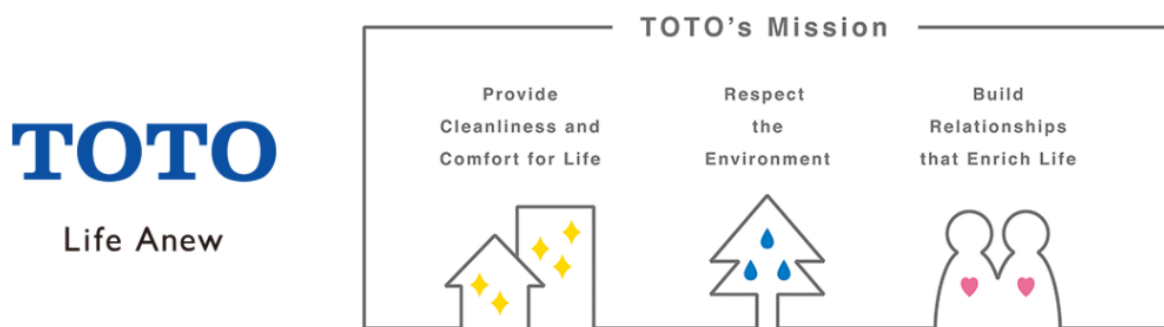 TOTO
Life Anew
TOTO's Mission
Provide
Cleanliness and
Comfort for Life
Respect
the
Environment
Build
Relationships
that Enrich Life